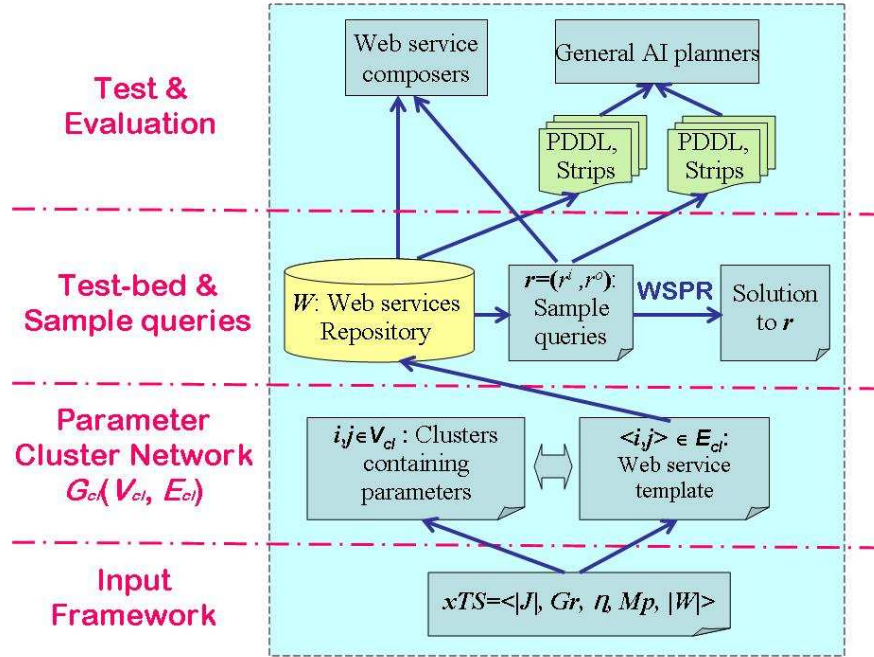 Test &
Evaluation
Web service
composers
General AI planners
PDDL,
Strips
PDDL,
Strips
Test-bed &
Sample queries
W: Web services
Repository
r=(rⁱ ,rᵒ):
Sample
queries
WSPR
Solution
to r
Parameter
Cluster Network
G_cl(V_cl, E_cl)
i,j∈V_cl : Clusters
containing
parameters
<i,j> ∈ E_cl:
Web service
template
Input
Framework
xTS=<|J|, Gr, η, Mp, |W|>